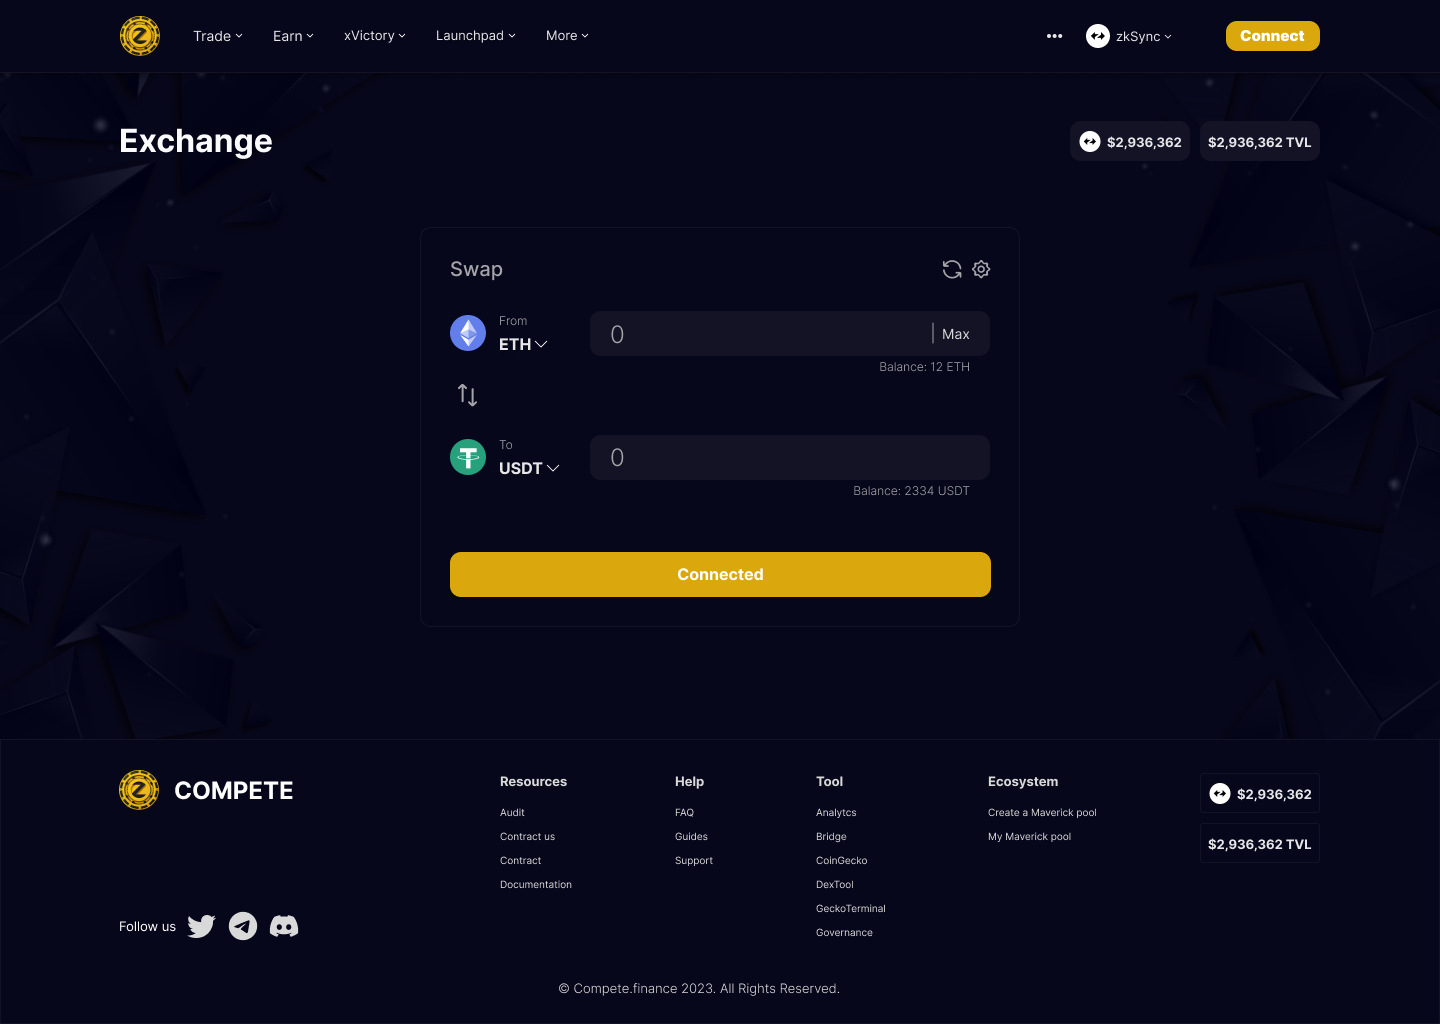 Trade Earn xVictory Launchpad More ••• zkSync Connect
Exchange
$2,936,362 $2,936,362 TVL
Swap
From
ETH
0 Max
Balance: 12 ETH
To
USDT
0
Balance: 2334 USDT
Connected
COMPETE
Follow us
Resources
Audit
Contract us
Contract
Documentation
Help
FAQ
Guides
Support
Tool
Analytcs
Bridge
CoinGecko
DexTool
GeckoTerminal
Governance
Ecosystem
Create a Maverick pool
My Maverick pool
$2,936,362
$2,936,362 TVL
© Compete.finance 2023. All Rights Reserved.